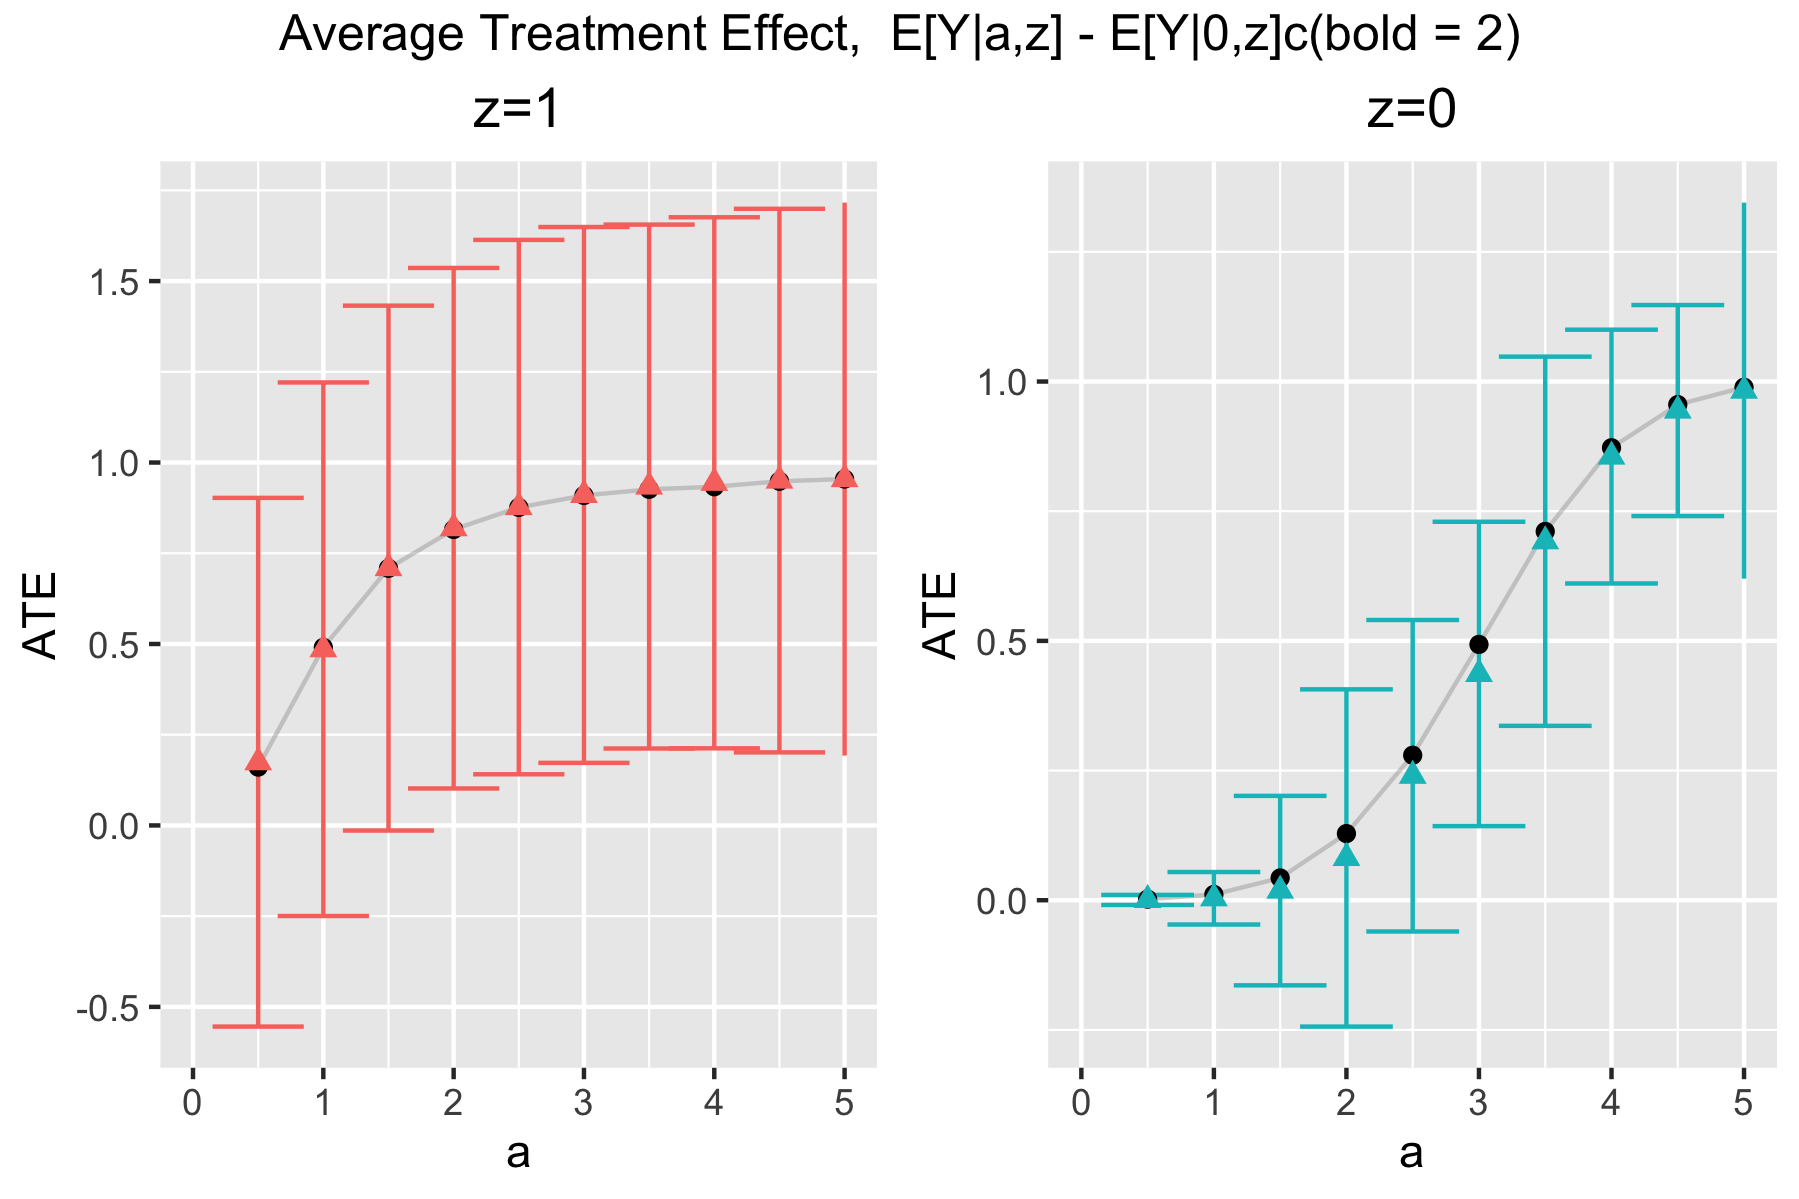 Average Treatment Effect,  E[Y|a,z] - E[Y|0,z]c(bold = 2)
z=1
z=0
ATE
1.5
1.0
0.5
0.0
-0.5
0 1 2 3 4 5
a
ATE
1.0
0.5
0.0
0 1 2 3 4 5
a